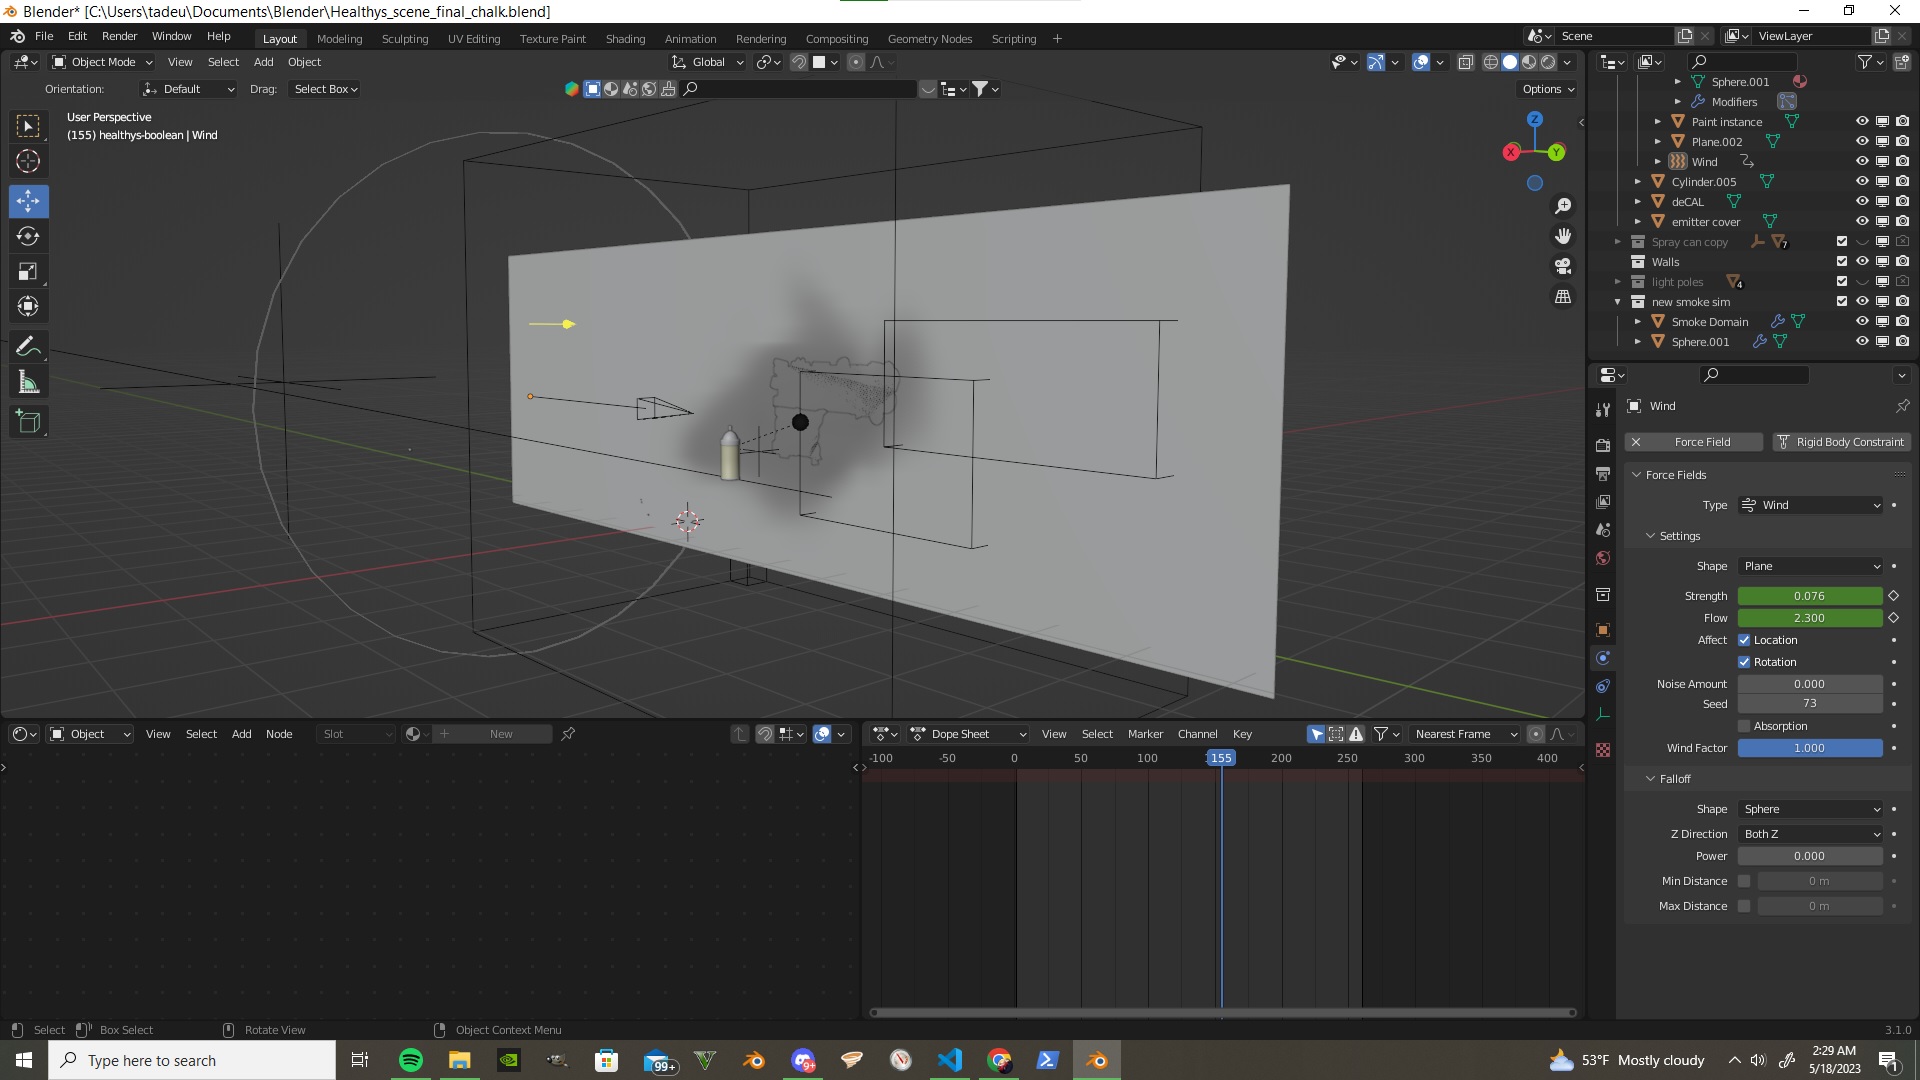 Blender* [C:\Users\tadeu\Documents\Blender\Healthys_scene_final_chalk.blend]
File Edit Render Window Help Layout Modeling Sculpting UV Editing Texture Paint Shading Animation Rendering Compositing Geometry Nodes Scripting + Scene ViewLayer
Object Mode View Select Add Object Global
Orientation: Default Drag: Select Box Options
User Perspective
(155) healthys-boolean | Wind
Z
X Y
Sphere.001
Modifiers
Paint instance
Plane.002
Wind
Cylinder.005
deCAL
emitter cover
Spray can copy 7
Walls
light poles 4
new smoke sim
Smoke Domain
Sphere.001
Wind
Force Field Rigid Body Constraint
Force Fields
Type Wind
Settings
Shape Plane
Strength 0.076
Flow 2.300
Affect Location
Rotation
Noise Amount 0.000
Seed 73
Absorption
Wind Factor 1.000
Falloff
Shape Sphere
Z Direction Both Z
Power 0.000
Min Distance 0 m
Max Distance 0 m
Object View Select Add Node Slot New
Dope Sheet View Select Marker Channel Key Nearest Frame
-100 -50 0 50 100 155 200 250 300 350 400
Select Box Select Rotate View Object Context Menu 3.1.0
Type here to search 99+ 9+ 53°F Mostly cloudy 2:29 AM
5/18/2023 1